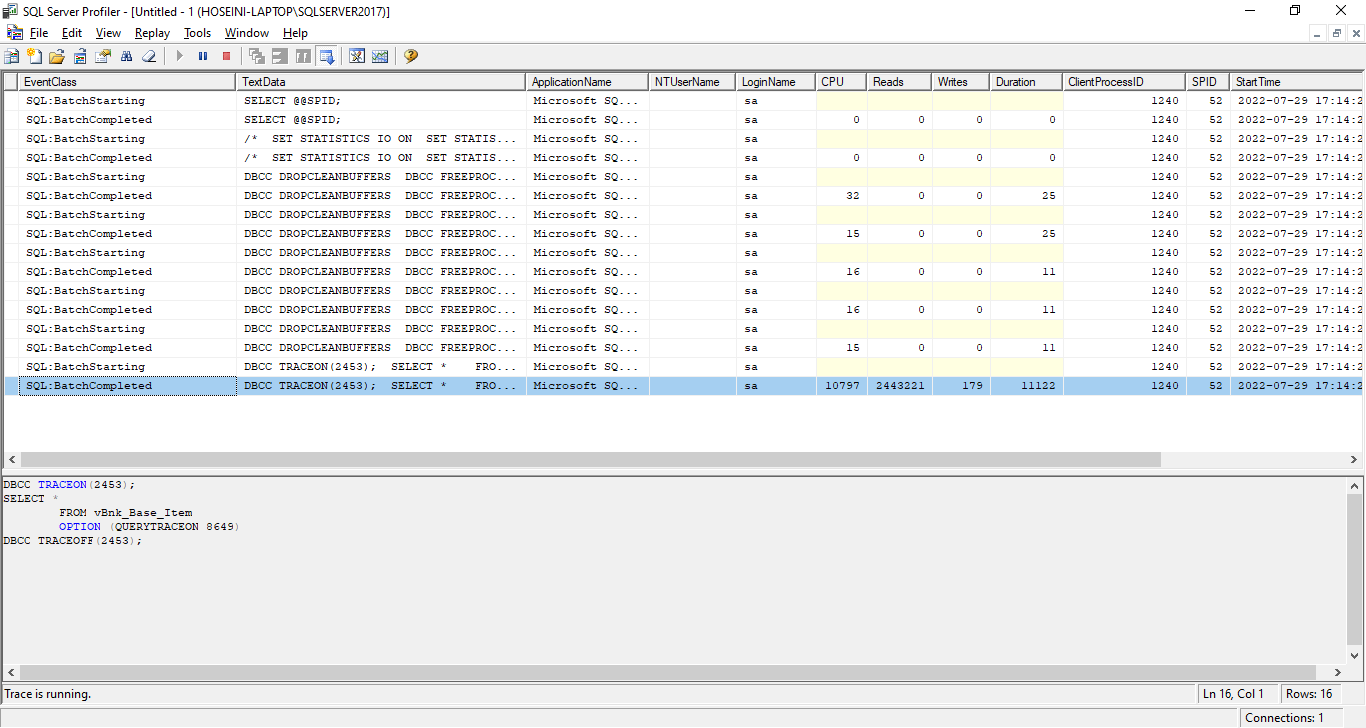 SQL Server Profiler - [Untitled - 1 (HOSEINI-LAPTOP\SQLSERVER2017)]
File Edit View Replay Tools Window Help
EventClass TextData ApplicationName NTUserName LoginName CPU Reads Writes Duration ClientProcessID SPID StartTime
SQL:BatchStarting SELECT @@SPID; Microsoft SQ... sa 1240 52 2022-07-29 17:14:2
SQL:BatchCompleted SELECT @@SPID; Microsoft SQ... sa 0 0 0 0 1240 52 2022-07-29 17:14:2
SQL:BatchStarting /* SET STATISTICS IO ON SET STATIS... Microsoft SQ... sa 1240 52 2022-07-29 17:14:2
SQL:BatchCompleted /* SET STATISTICS IO ON SET STATIS... Microsoft SQ... sa 0 0 0 0 1240 52 2022-07-29 17:14:2
SQL:BatchStarting DBCC DROPCLEANBUFFERS DBCC FREEPROC... Microsoft SQ... sa 1240 52 2022-07-29 17:14:2
SQL:BatchCompleted DBCC DROPCLEANBUFFERS DBCC FREEPROC... Microsoft SQ... sa 32 0 0 25 1240 52 2022-07-29 17:14:2
SQL:BatchStarting DBCC DROPCLEANBUFFERS DBCC FREEPROC... Microsoft SQ... sa 1240 52 2022-07-29 17:14:2
SQL:BatchCompleted DBCC DROPCLEANBUFFERS DBCC FREEPROC... Microsoft SQ... sa 15 0 0 25 1240 52 2022-07-29 17:14:2
SQL:BatchStarting DBCC DROPCLEANBUFFERS DBCC FREEPROC... Microsoft SQ... sa 1240 52 2022-07-29 17:14:2
SQL:BatchCompleted DBCC DROPCLEANBUFFERS DBCC FREEPROC... Microsoft SQ... sa 16 0 0 11 1240 52 2022-07-29 17:14:2
SQL:BatchStarting DBCC DROPCLEANBUFFERS DBCC FREEPROC... Microsoft SQ... sa 1240 52 2022-07-29 17:14:2
SQL:BatchCompleted DBCC DROPCLEANBUFFERS DBCC FREEPROC... Microsoft SQ... sa 16 0 0 11 1240 52 2022-07-29 17:14:2
SQL:BatchStarting DBCC DROPCLEANBUFFERS DBCC FREEPROC... Microsoft SQ... sa 1240 52 2022-07-29 17:14:2
SQL:BatchCompleted DBCC DROPCLEANBUFFERS DBCC FREEPROC... Microsoft SQ... sa 15 0 0 11 1240 52 2022-07-29 17:14:2
SQL:BatchStarting DBCC TRACEON(2453); SELECT * FRO... Microsoft SQ... sa 1240 52 2022-07-29 17:14:2
SQL:BatchCompleted DBCC TRACEON(2453); SELECT * FRO... Microsoft SQ... sa 10797 2443221 179 11122 1240 52 2022-07-29 17:14:2
DBCC TRACEON(2453);
SELECT *
FROM vBnk_Base_Item
OPTION (QUERYTRACEON 8649)
DBCC TRACEOFF(2453);
Trace is running. Ln 16, Col 1 Rows: 16
Connections: 1